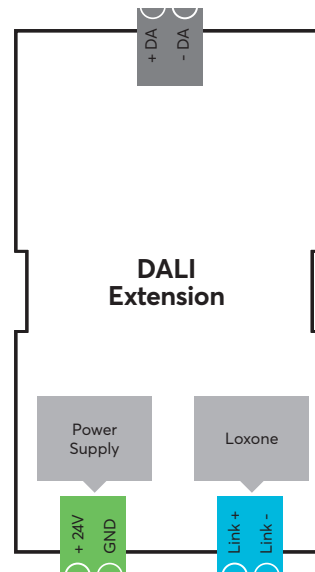 + DA
- DA
DALI
Extension
Power
Supply
Loxone
+ 24V
GND
Link +
Link -